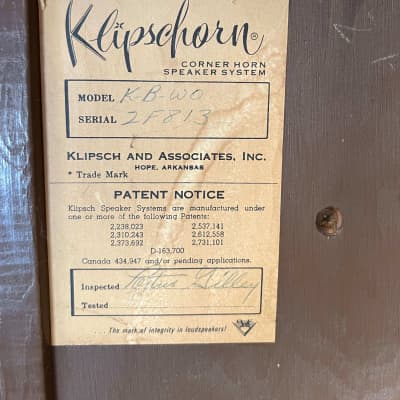 Klipschorn®
CORNER HORN
SPEAKER SYSTEM
MODEL K-B-WO
SERIAL 2F813
KLIPSCH AND ASSOCIATES, INC.
HOPE, ARKANSAS
* Trade Mark
PATENT NOTICE
Klipsch Speaker Systems are manufactured under
one or more of the following Patents:
2,238,023 2,537,141
2,310,243 2,612,558
2,373,692 2,731,101
D-163,700
Canada 434,947 and/or pending applications.
Inspected Gilley
Tested
... The mark of integrity in loudspeakers!